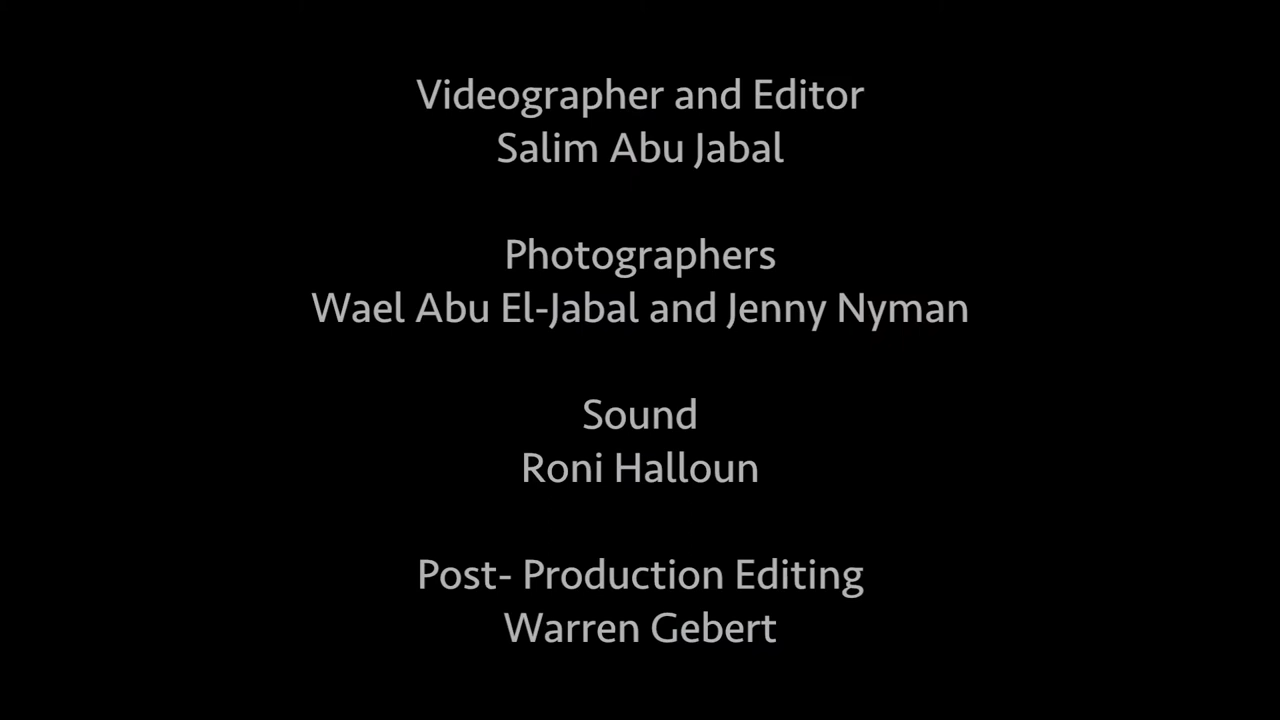 Videographer and Editor
Salim Abu Jabal
Photographers
Wael Abu El-Jabal and Jenny Nyman
Sound
Roni Halloun
Post- Production Editing
Warren Gebert